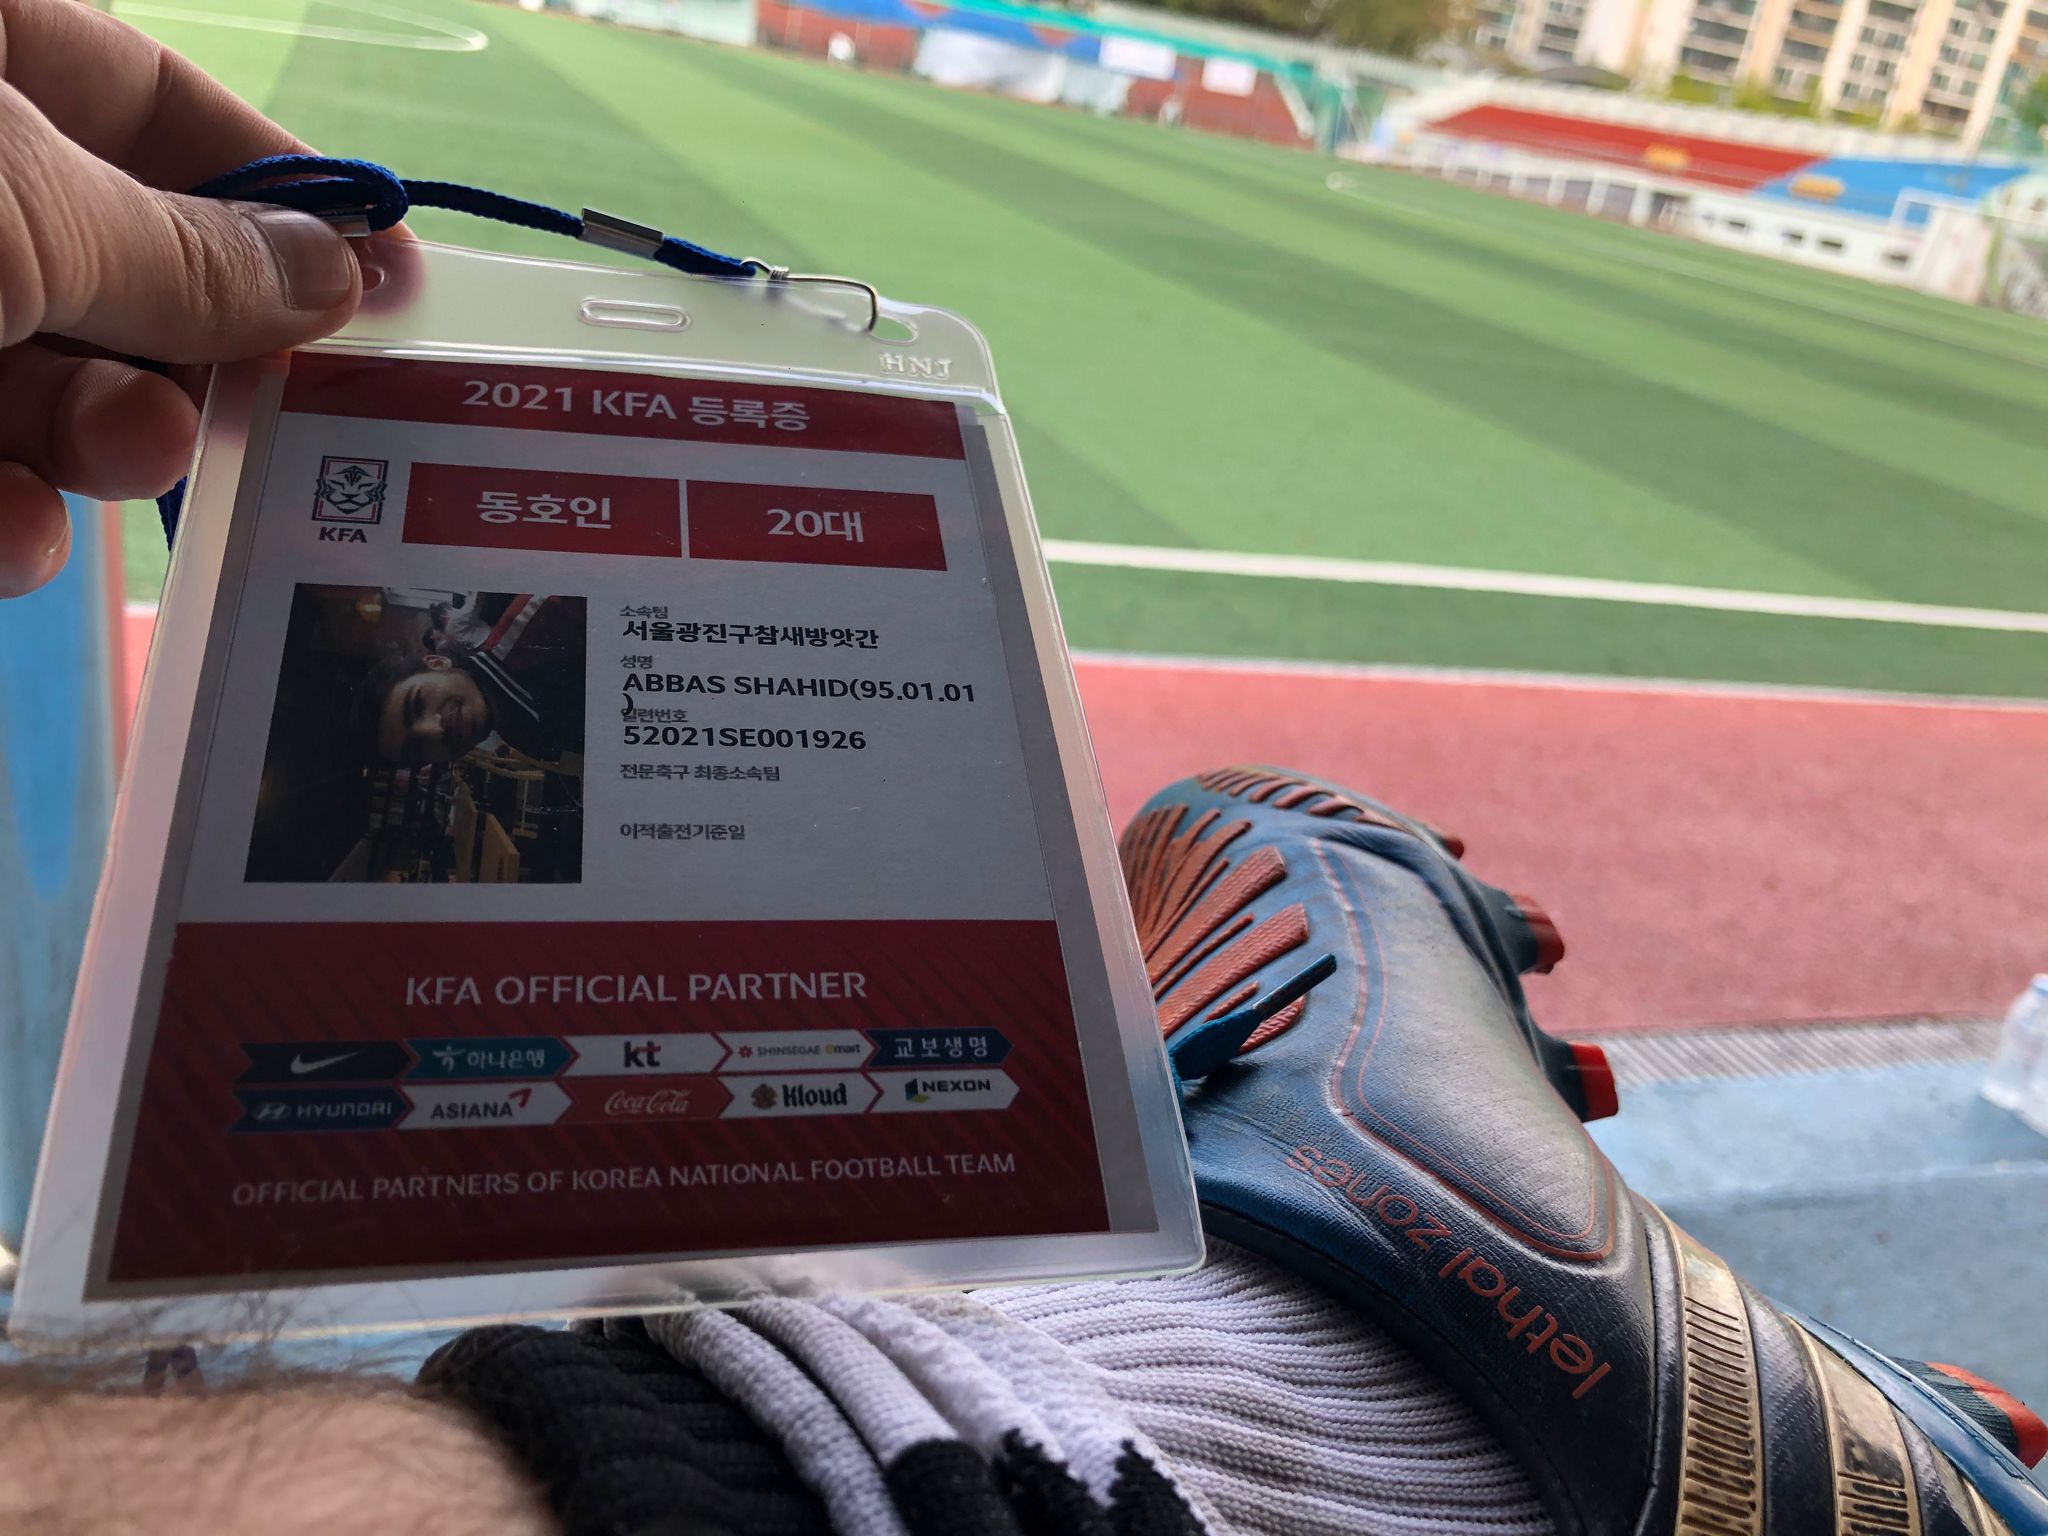 HNJ
2021 KFA 등록증
KFA
동호인
20대
소속팀
서울광진구참새방앗간
성명
ABBAS SHAHID(95.01.01
)
일련번호
52021SE001926
전문축구 최종소속팀
이적출전기준일
KFA OFFICIAL PARTNER
하나은행 kt SHINSEGAE emart 교보생명
HYUNDAI ASIANA Coca-Cola Kloud NEXON
OFFICIAL PARTNERS OF KOREA NATIONAL FOOTBALL TEAM
lethal zones